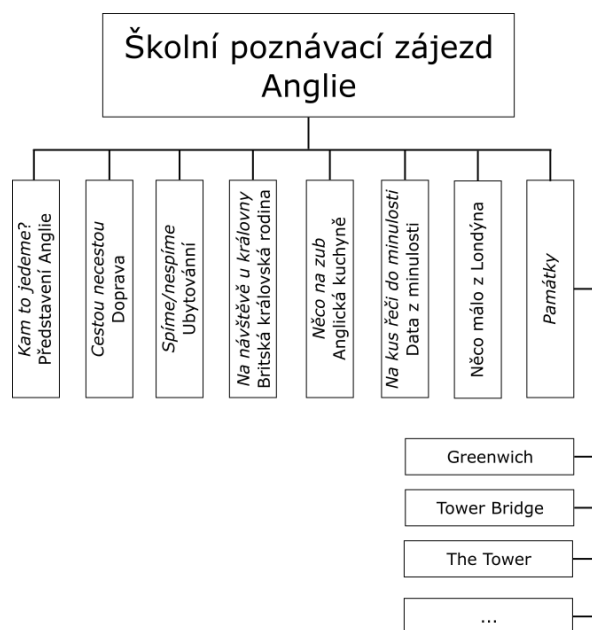 Školní poznávací zájezd
Anglie
Kam to jedeme?
Představení Anglie
Cestou necestou
Doprava
Spíme/nespíme
Ubytovánní
Na návštěvě u královny
Britská královská rodina
Něco na zub
Anglická kuchyně
Na kus řeči do minulosti
Data z minulosti
Něco málo z Londýna
Památky
Greenwich
Tower Bridge
The Tower
...